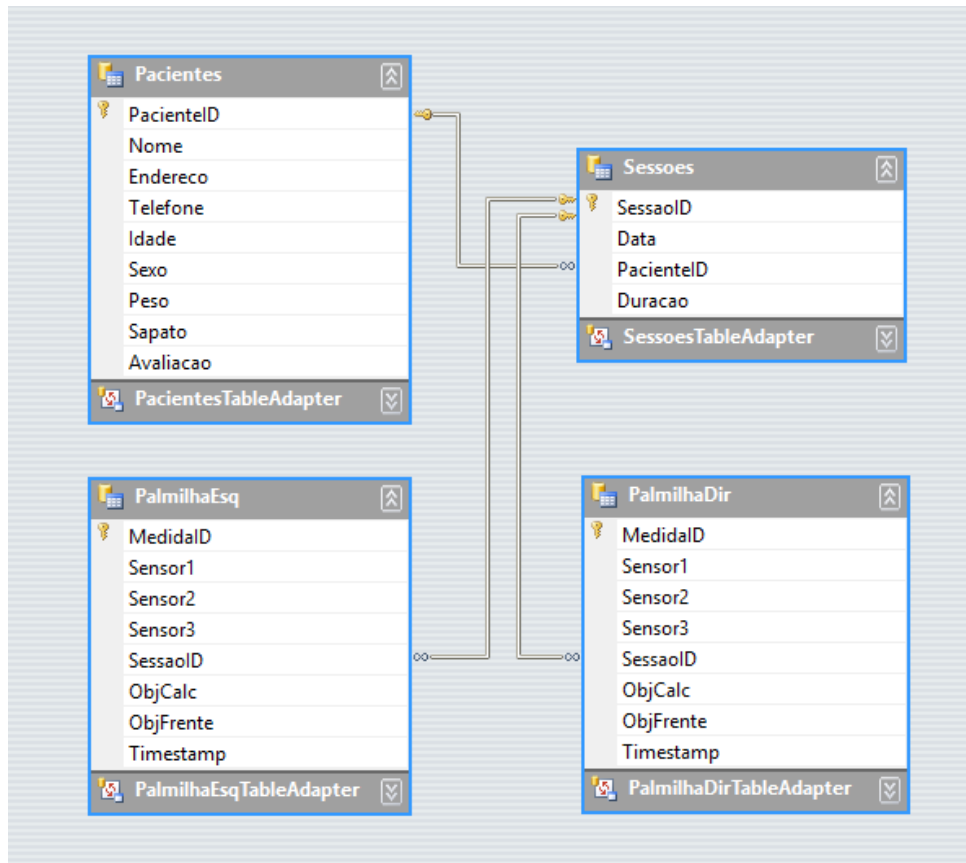 Pacientes
PacienteID
Nome
Endereco
Telefone
Idade
Sexo
Peso
Sapato
Avaliacao
PacientesTableAdapter
Sessoes
SessaoID
Data
PacienteID
Duracao
SessoesTableAdapter
PalmilhaEsq
MedidaID
Sensor1
Sensor2
Sensor3
SessaoID
ObjCalc
ObjFrente
Timestamp
PalmilhaEsqTableAdapter
PalmilhaDir
MedidaID
Sensor1
Sensor2
Sensor3
SessaoID
ObjCalc
ObjFrente
Timestamp
PalmilhaDirTableAdapter